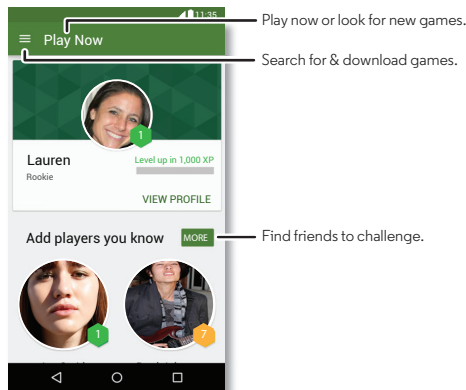 11:35
Play Now
Play now or look for new games.
Search for & download games.
1
Lauren
Level up in 1,000 XP
Rookie
VIEW PROFILE
Add players you know
MORE
Find friends to challenge.
1
7